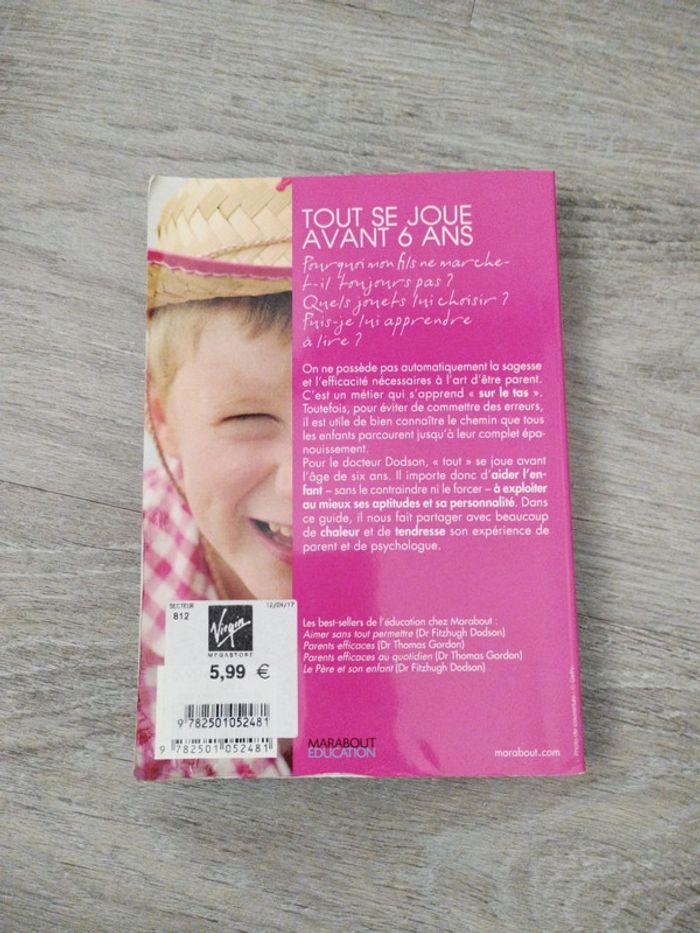 TOUT SE JOUE
AVANT 6 ANS
Pourquoi mon fils ne marche-
t-il toujours pas ?
Quels jouets lui choisir ?
Puis-je lui apprendre
à lire ?
On ne possède pas automatiquement la sagesse
et l'efficacité nécessaires à l'art d'être parent.
C'est un métier qui s'apprend « sur le tas ».
Toutefois, pour éviter de commettre des erreurs,
il est utile de bien connaître le chemin que tous
les enfants parcourent jusqu'à leur complet épa-
nouissement.
Pour le docteur Dodson, « tout » se joue avant
l'âge de six ans. Il importe donc d'aider l'en-
fant – sans le contraindre ni le forcer – à exploiter
au mieux ses aptitudes et sa personnalité. Dans
ce guide, il nous fait partager avec beaucoup
de chaleur et de tendresse son expérience de
parent et de psychologue.
Les best-sellers de l'éducation chez Marabout :
Aimer sans tout permettre (Dr Fitzhugh Dodson)
Parents efficaces (Dr Thomas Gordon)
Parents efficaces au quotidien (Dr Thomas Gordon)
Le Père et son enfant (Dr Fitzhugh Dodson)
SECTEUR 12/04/17
812
Virgin
MEGASTORE
5,99 €
9 782501 052481
9 782501 052481
MARABOUT
EDUCATION
marabout.com